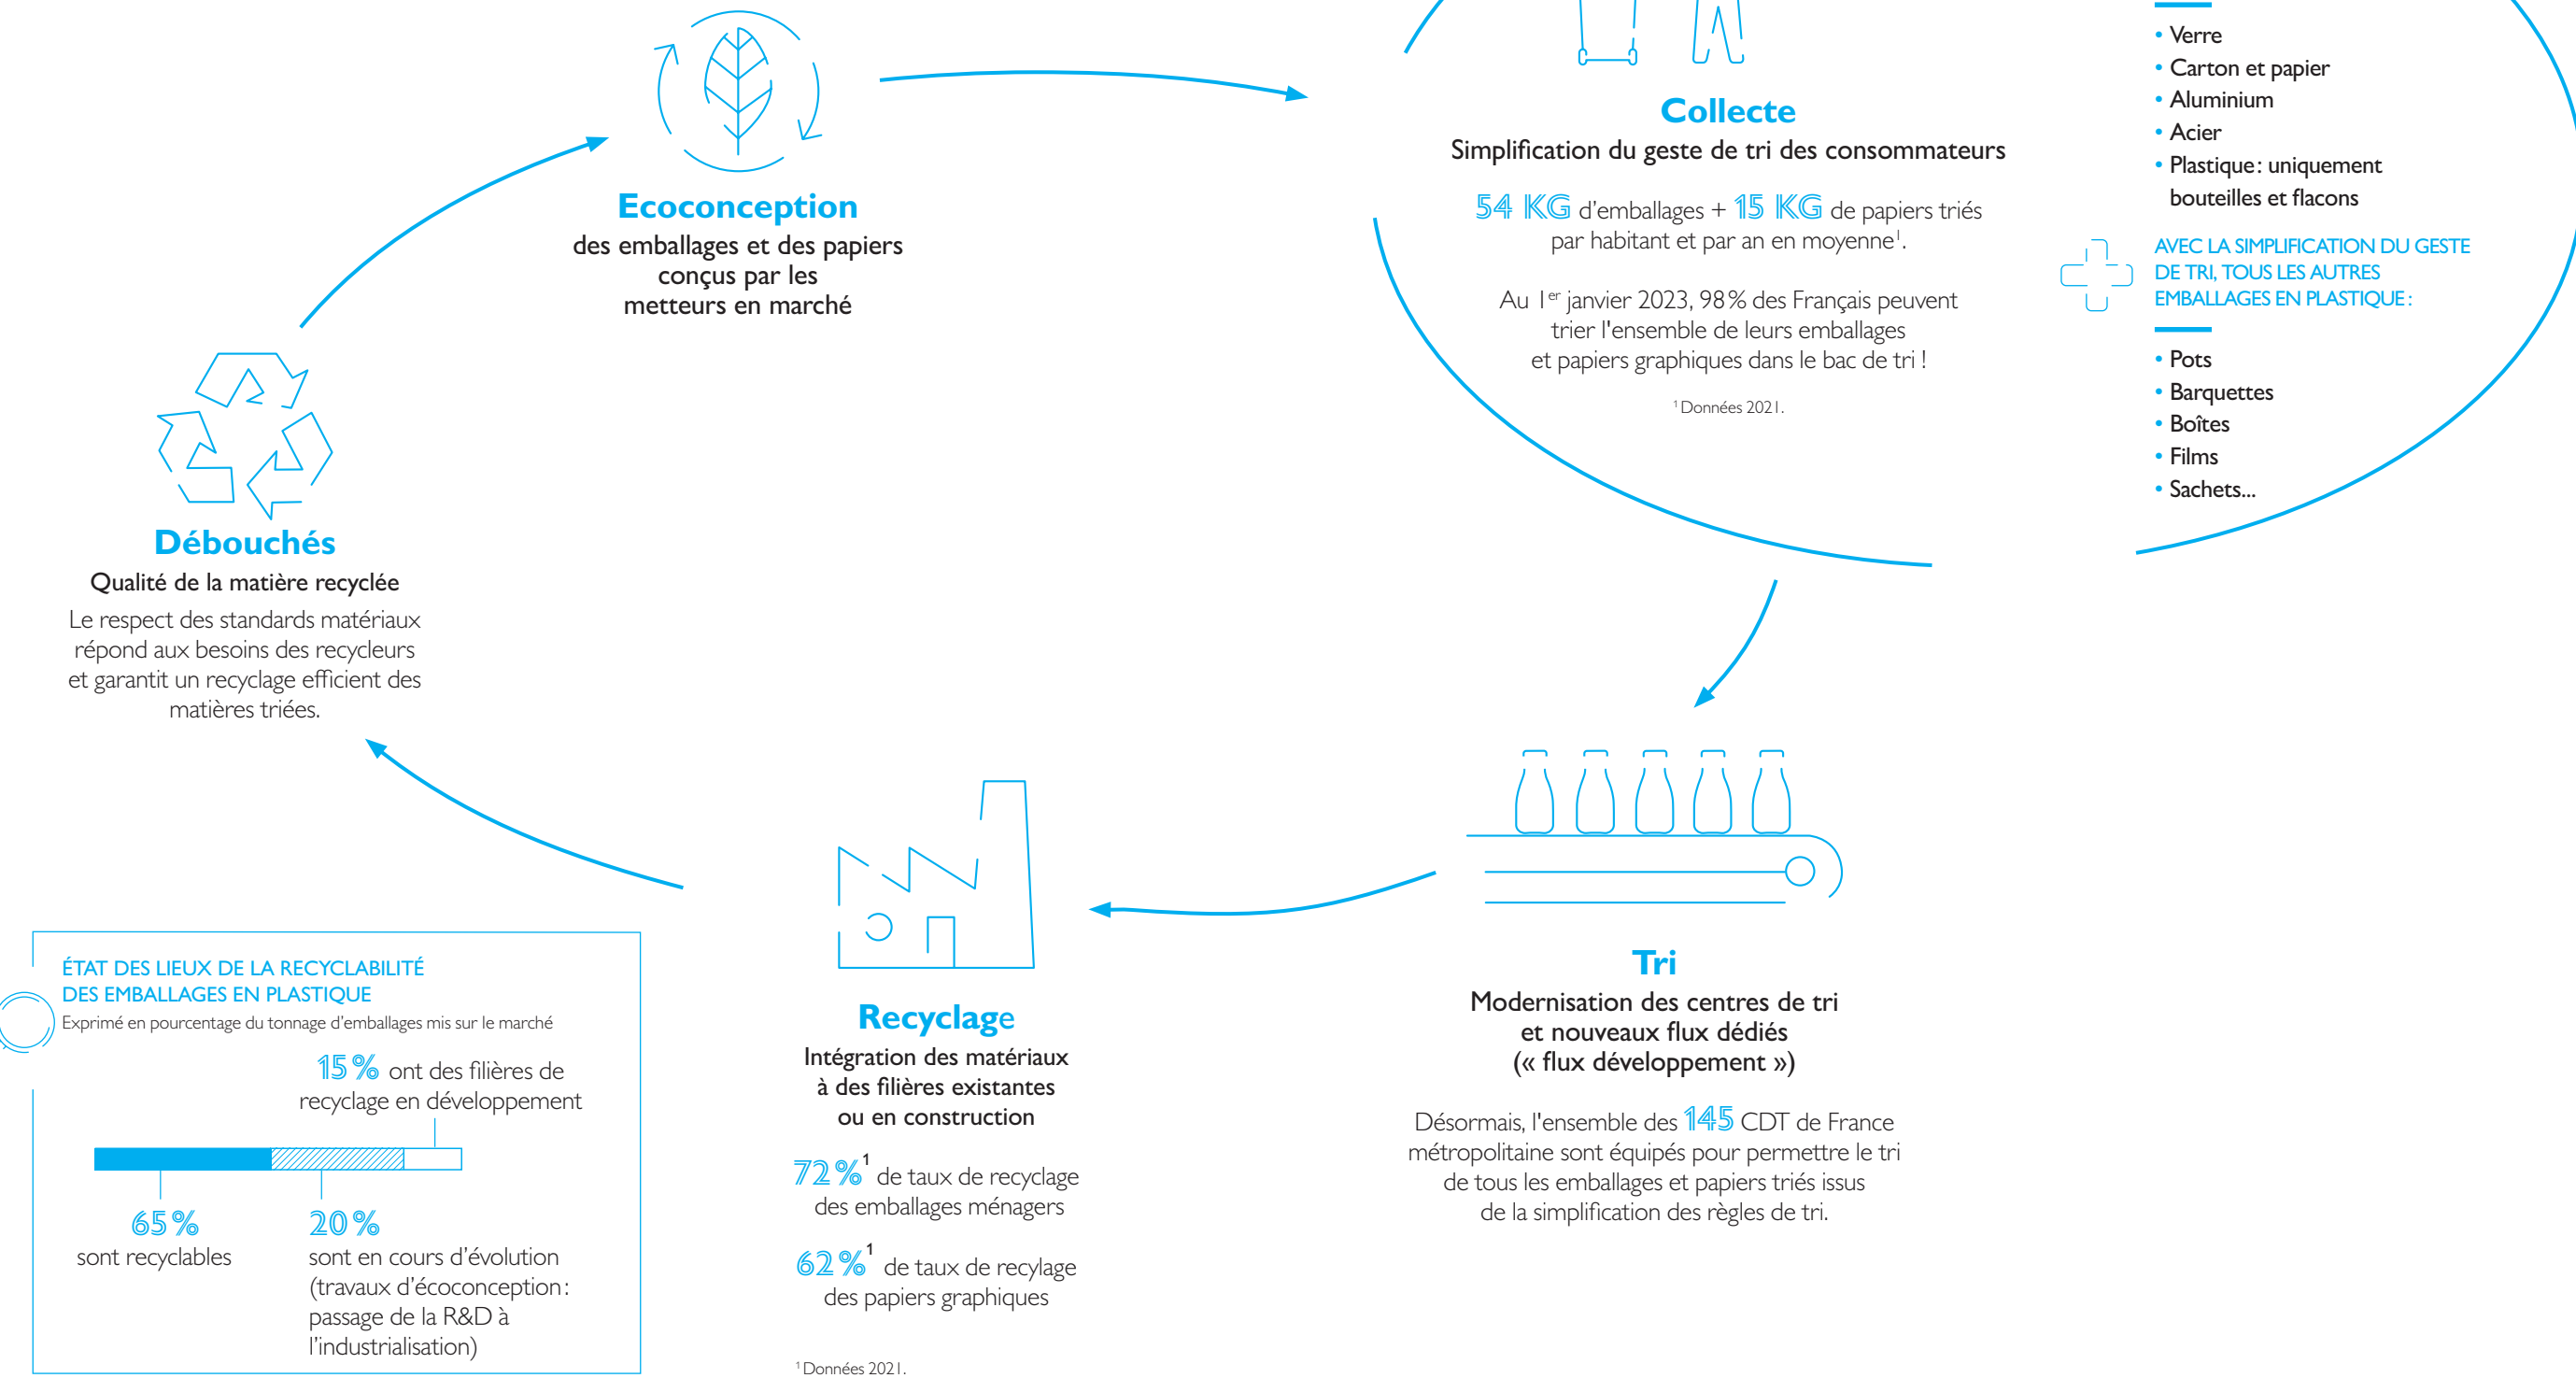 Ecoconception
des emballages et des papiers
conçus par les
metteurs en marché
Collecte
Simplification du geste de tri des consommateurs
54 KG d'emballages + 15 KG de papiers triés
par habitant et par an en moyenne¹.
Au 1er janvier 2023, 98 % des Français peuvent
trier l'ensemble de leurs emballages
et papiers graphiques dans le bac de tri !
¹ Données 2021.
• Verre
• Carton et papier
• Aluminium
• Acier
• Plastique : uniquement
bouteilles et flacons
AVEC LA SIMPLIFICATION DU GESTE
DE TRI, TOUS LES AUTRES
EMBALLAGES EN PLASTIQUE :
• Pots
• Barquettes
• Boîtes
• Films
• Sachets...
Tri
Modernisation des centres de tri
et nouveaux flux dédiés
(« flux développement »)
Désormais, l'ensemble des 145 CDT de France
métropolitaine sont équipés pour permettre le tri
de tous les emballages et papiers triés issus
de la simplification des règles de tri.
Recyclage
Intégration des matériaux
à des filières existantes
ou en construction
72 %¹ de taux de recyclage
des emballages ménagers
62 %¹ de taux de recylage
des papiers graphiques
¹ Données 2021.
Débouchés
Qualité de la matière recyclée
Le respect des standards matériaux
répond aux besoins des recycleurs
et garantit un recyclage efficient des
matières triées.
ÉTAT DES LIEUX DE LA RECYCLABILITÉ
DES EMBALLAGES EN PLASTIQUE
Exprimé en pourcentage du tonnage d'emballages mis sur le marché
15 % ont des filières de
recyclage en développement
65 %
sont recyclables
20 %
sont en cours d'évolution
(travaux d'écoconception :
passage de la R&D à
l'industrialisation)